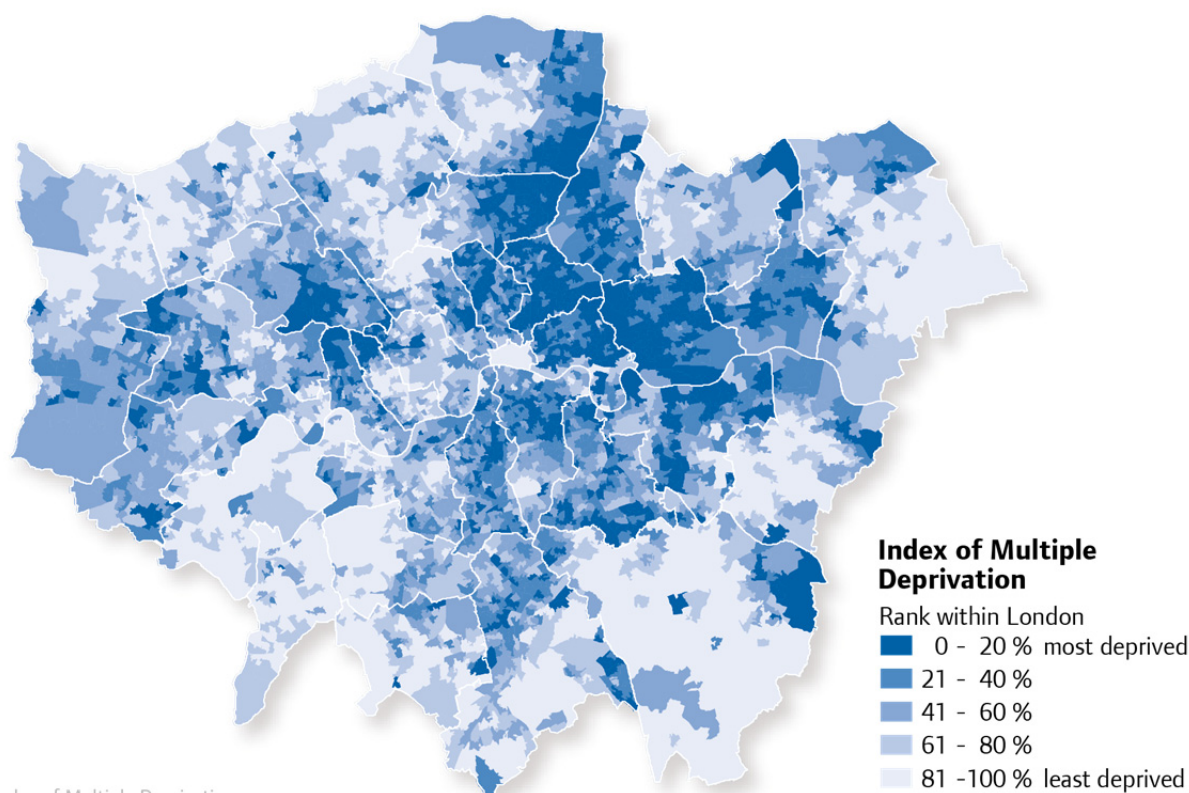 Index of Multiple
Deprivation
Rank within London
0 - 20 % most deprived
21 - 40 %
41 - 60 %
61 - 80 %
81 -100 % least deprived